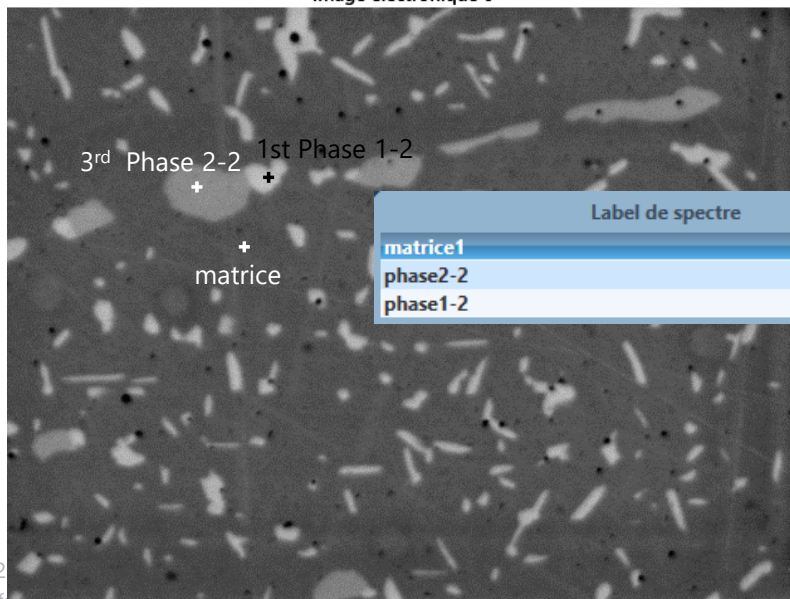 1st Phase 1-2
3rd Phase 2-2
matrice
Label de spectre
matrice1
phase2-2
phase1-2